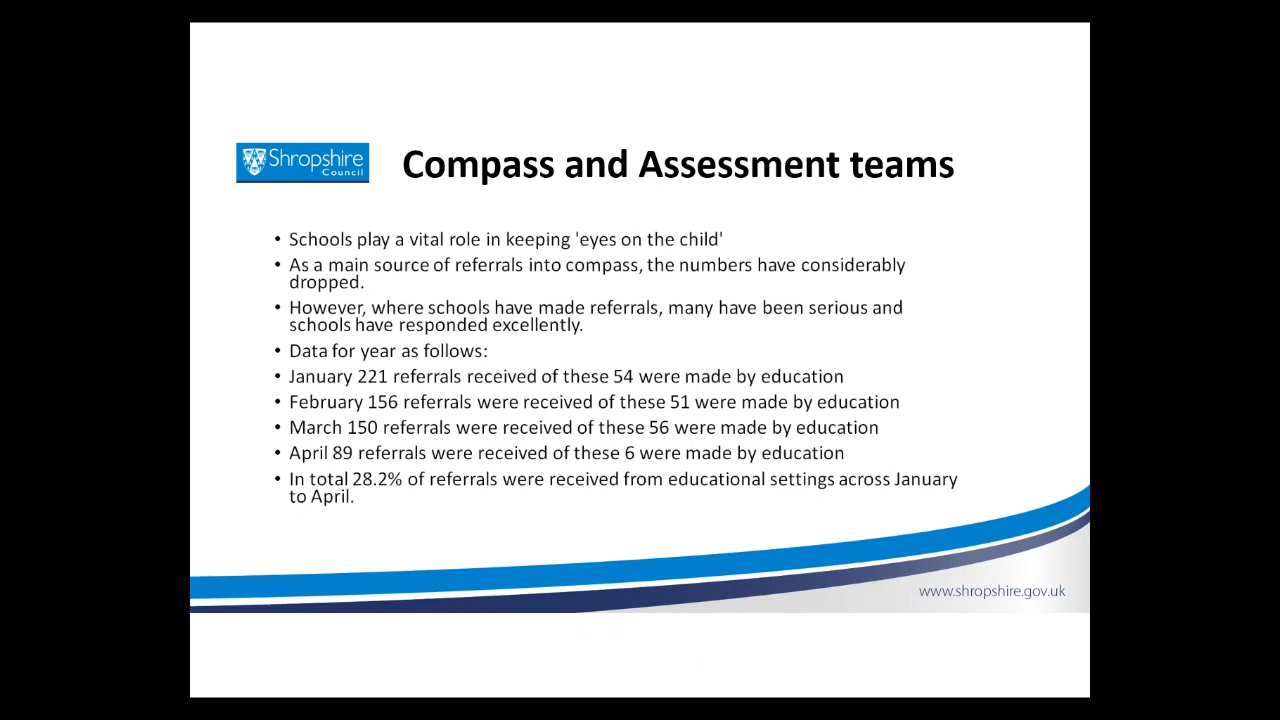 Shropshire
Council
Compass and Assessment teams
• Schools play a vital role in keeping 'eyes on the child'
• As a main source of referrals into compass, the numbers have considerably
dropped.
• However, where schools have made referrals, many have been serious and
schools have responded excellently.
• Data for year as follows:
• January 221 referrals received of these 54 were made by education
• February 156 referrals were received of these 51 were made by education
• March 150 referrals were received of these 56 were made by education
• April 89 referrals were received of these 6 were made by education
• In total 28.2% of referrals were received from educational settings across January
to April.
www.shropshire.gov.uk